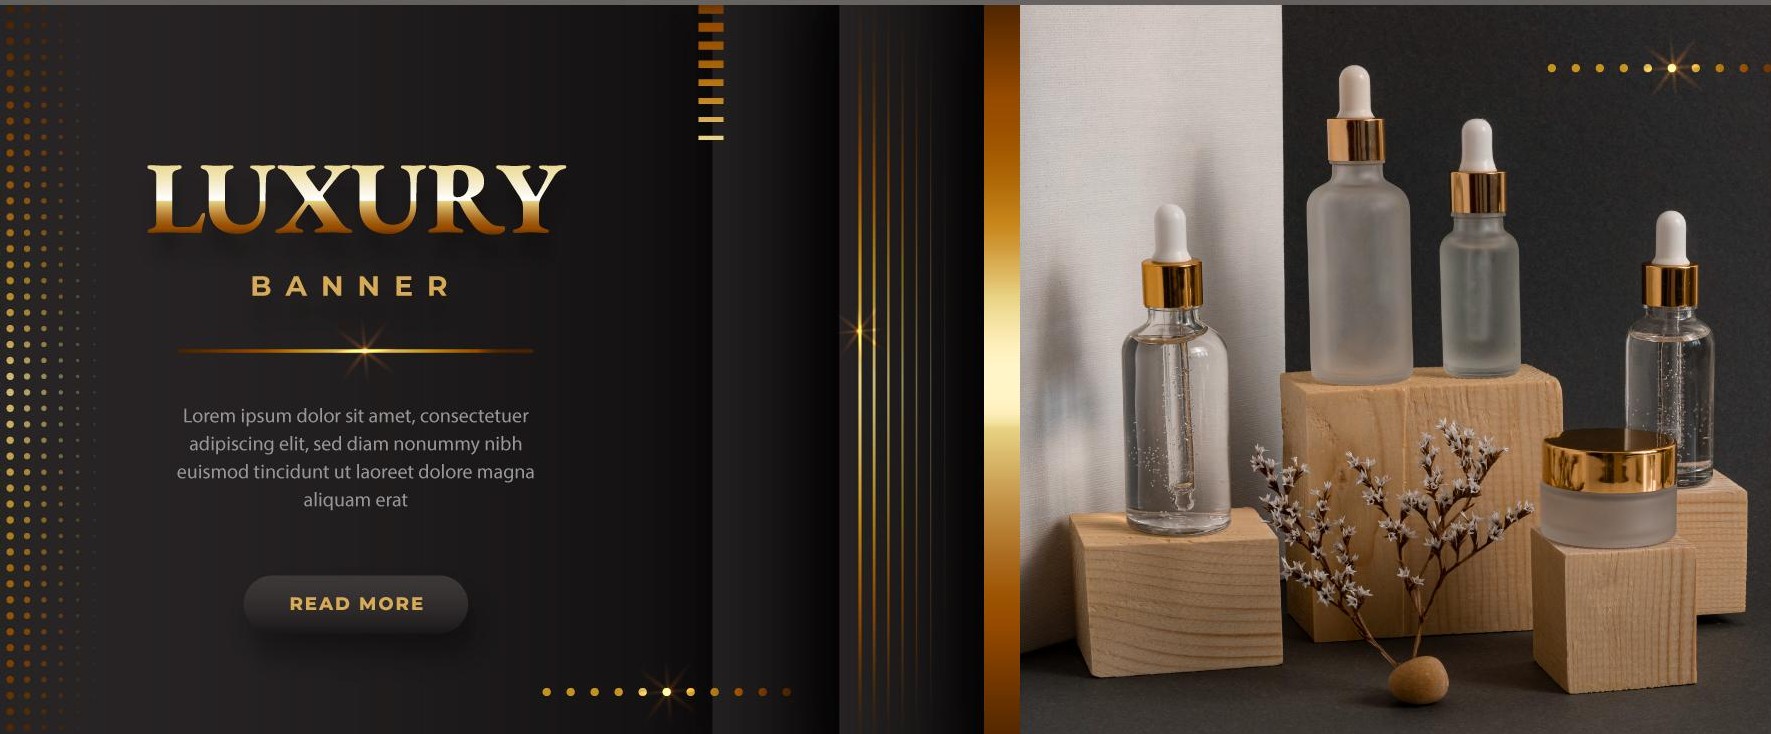 LUXURY
BANNER
Lorem ipsum dolor sit amet, consectetuer
adipiscing elit, sed diam nonummy nibh
euismod tincidunt ut laoreet dolore magna
aliquam erat
READ MORE